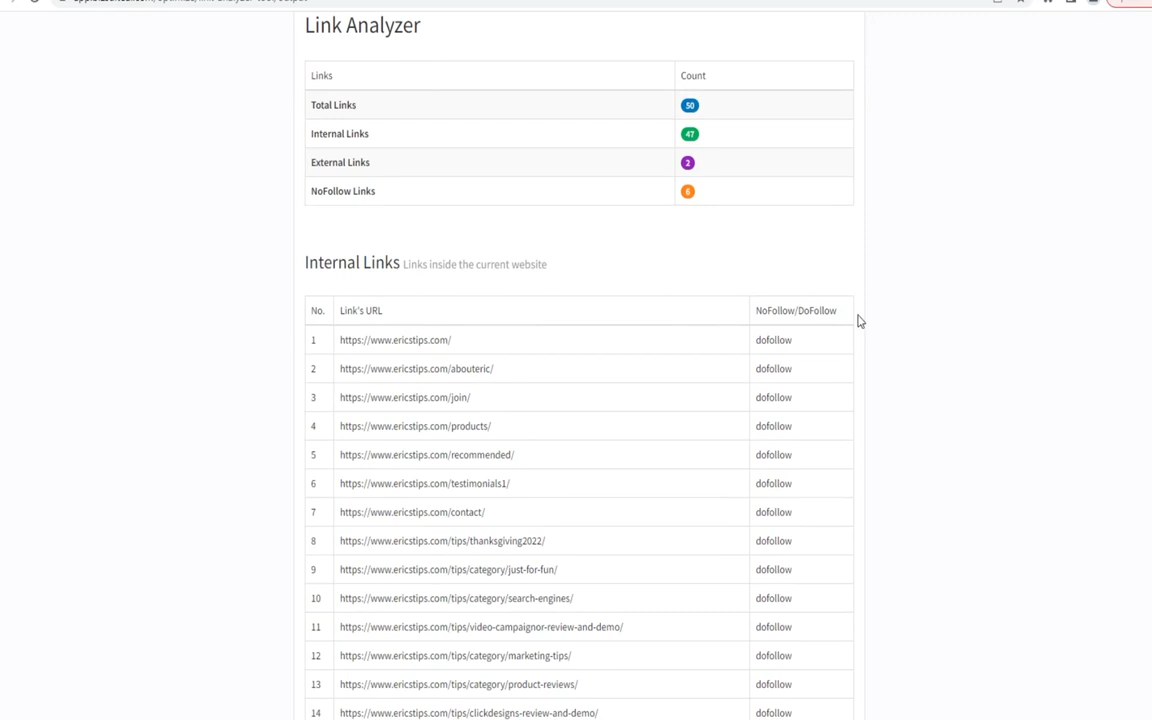 Link Analyzer
Links Count
Total Links 50
Internal Links 47
External Links 2
NoFollow Links 6
Internal Links Links inside the current website
No. Link's URL NoFollow/DoFollow
1 https://www.ericstips.com/ dofollow
2 https://www.ericstips.com/abouteric/ dofollow
3 https://www.ericstips.com/join/ dofollow
4 https://www.ericstips.com/products/ dofollow
5 https://www.ericstips.com/recommended/ dofollow
6 https://www.ericstips.com/testimonials1/ dofollow
7 https://www.ericstips.com/contact/ dofollow
8 https://www.ericstips.com/tips/thanksgiving2022/ dofollow
9 https://www.ericstips.com/tips/category/just-for-fun/ dofollow
10 https://www.ericstips.com/tips/category/search-engines/ dofollow
11 https://www.ericstips.com/tips/video-campaignor-review-and-demo/ dofollow
12 https://www.ericstips.com/tips/category/marketing-tips/ dofollow
13 https://www.ericstips.com/tips/category/product-reviews/ dofollow
14 https://www.ericstips.com/tips/clickdesigns-review-and-demo/ dofollow